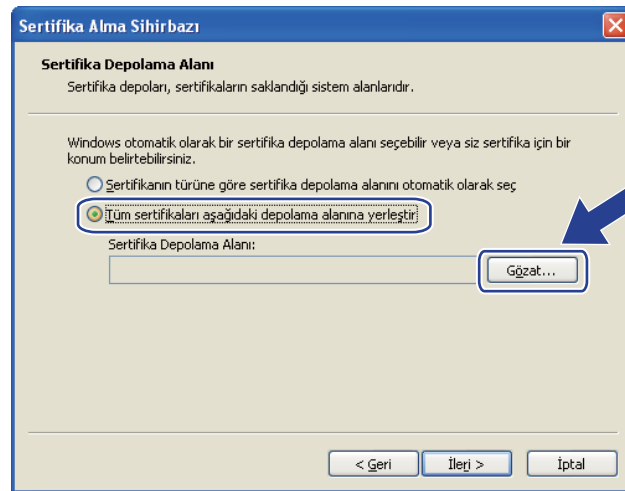 Sertifika Alma Sihirbazı
Sertifika Depolama Alanı
Sertifika depoları, sertifikaların saklandığı sistem alanlarıdır.
Windows otomatik olarak bir sertifika depolama alanı seçebilir veya siz sertifika için bir
konum belirtebilirsiniz.
Sertifikanın türüne göre sertifika depolama alanını otomatik olarak seç
Tüm sertifikaları aşağıdaki depolama alanına yerleştir
Sertifika Depolama Alanı:
Gözat...
< Geri İleri > İptal